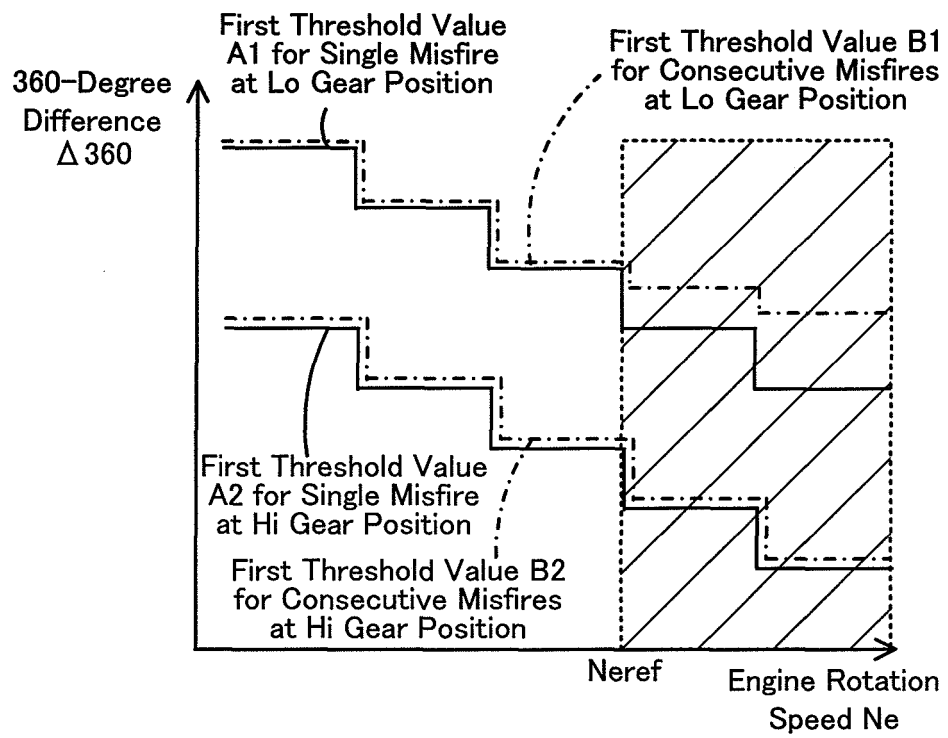 First Threshold Value
A1 for Single Misfire
at Lo Gear Position
First Threshold Value B1
for Consecutive Misfires
at Lo Gear Position
360-Degree
Difference
Δ360
First Threshold Value
A2 for Single Misfire
at Hi Gear Position
First Threshold Value B2
for Consecutive Misfires
at Hi Gear Position
Neref
Engine Rotation
Speed Ne